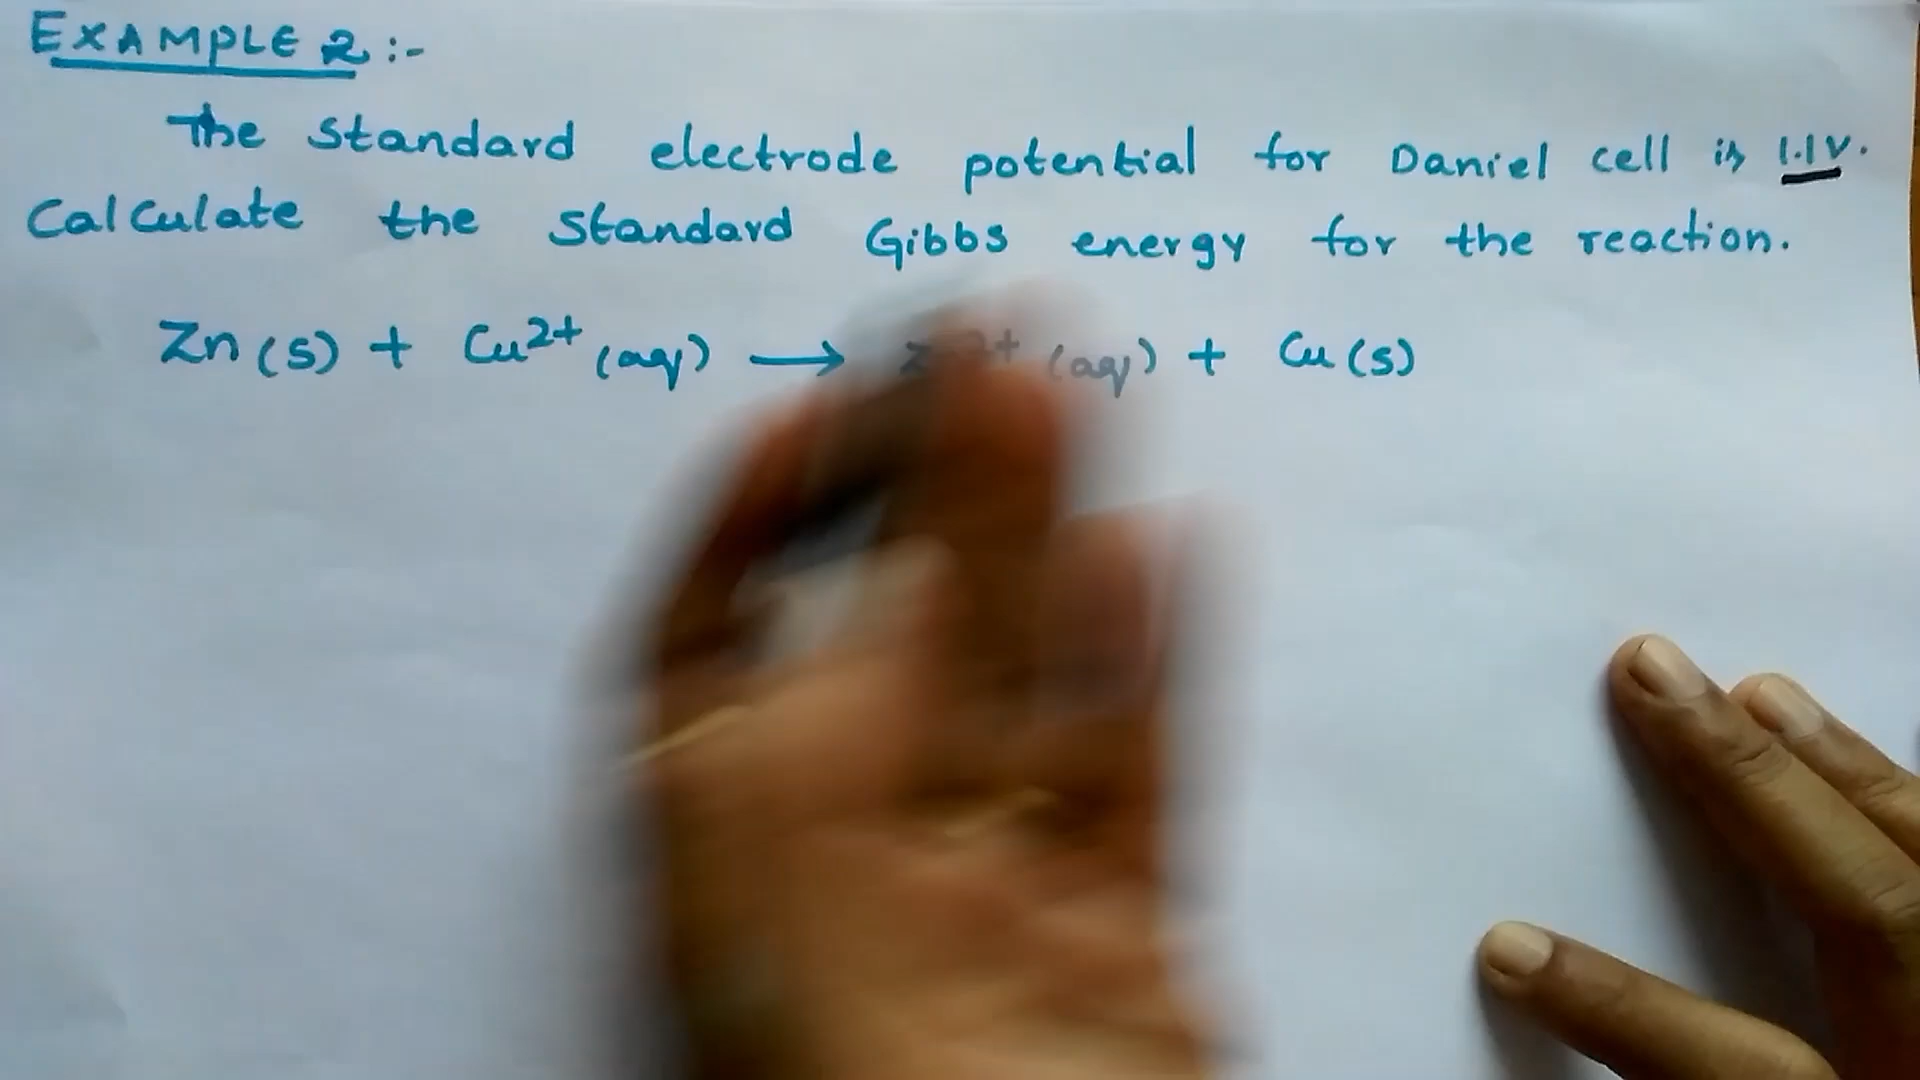 EXAMPLE 2 :-
The standard electrode potential for Daniel cell is 1.1V.
Calculate the standard Gibbs energy for the reaction.
Zn(s) + Cu2+ (aq) → 2+ (aq) + Cu(s)